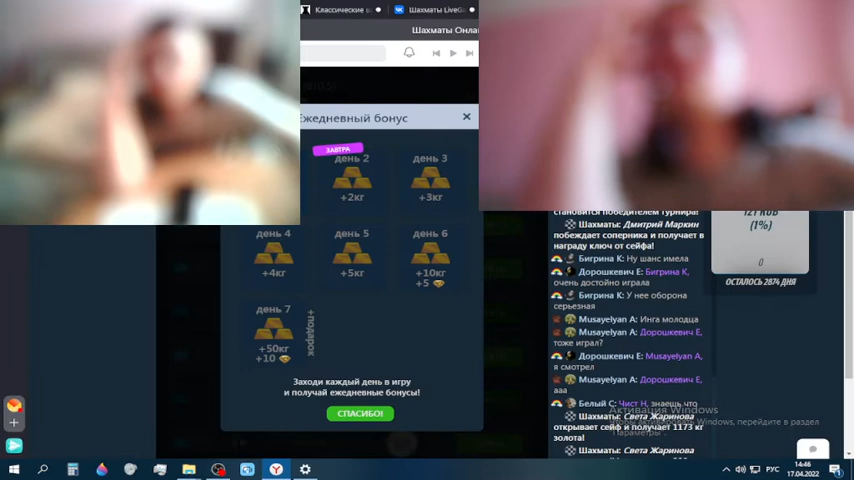 Классические ш
Шахматы LiveGa
Шахматы Онла
Ежедневный бонус
ЗАВТРА
день 2
день 3
+2кг
+3кг
день 4
день 5
день 6
+4кг
+5кг
+10кг
+5
день 7
+подарок
+50кг
+10
Заходи каждый день в игру
и получай ежедневные бонусы!
СПАСИБО!
становится победителем турнира!
Шахматы: Дмитрий Маркин
побеждает соперника и получает в
награду ключ от сейфа!
Бигрина К: Ну шанс имела
Дорошкевич Е: Бигрина К,
очень достойно играла
Бигрина К: У нее оборона
серьезная
Musayelyan A: Инга молодца
Musayelyan A: Дорошкевич Е,
тоже играл?
Дорошкевич Е: Musayelyan A,
я смотрел
Musayelyan A: Дорошкевич Е,
ааа
Белый С: Чист Н, знаешь что
Шахматы: Света Жаринова
открывает сейф и получает 1173 кг
золота!
Шахматы: Света Жаринова
121 RUB
(1%)
0
ОСТАЛОСЬ 2874 ДНЯ
Активация Windows
Чтобы активировать Windows, перейдите в раздел
"Параметры".
РУС
14:46
17.04.2022